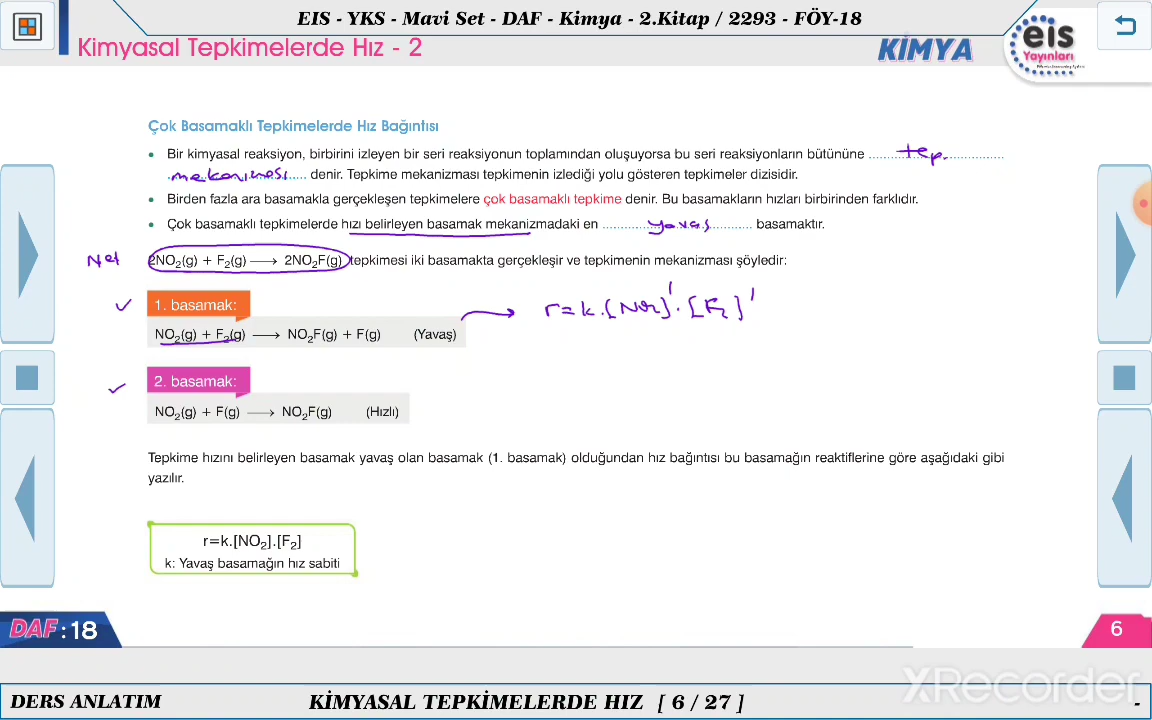 EIS - YKS - Mavi Set - DAF - Kimya - 2.Kitap / 2293 - FÖY-18
Kimyasal Tepkimelerde Hız - 2
KİMYA
eis
Yayınları
Çok Basamaklı Tepkimelerde Hız Bağıntısı
• Bir kimyasal reaksiyon, birbirini izleyen bir seri reaksiyonun toplamından oluşuyorsa bu seri reaksiyonların bütününe ........ tep. ................
mekanizması ..... denir. Tepkime mekanizması tepkimenin izlediği yolu gösteren tepkimeler dizisidir.
• Birden fazla ara basamakla gerçekleşen tepkimelere çok basamaklı tepkime denir. Bu basamakların hızları birbirinden farklıdır.
• Çok basamaklı tepkimelerde hızı belirleyen basamak mekanizmadaki en ............ yavaş ............ basamaktır.
Net 2NO₂(g) + F₂(g) ⟶ 2NO₂F(g) tepkimesi iki basamakta gerçekleşir ve tepkimenin mekanizması şöyledir:
✓ 1. basamak:
NO₂(g) + F₂(g) ⟶ NO₂F(g) + F(g) (Yavaş) → r=k.[NO₂]¹.[F₂]¹
✓ 2. basamak:
NO₂(g) + F(g) ⟶ NO₂F(g) (Hızlı)
Tepkime hızını belirleyen basamak yavaş olan basamak (1. basamak) olduğundan hız bağıntısı bu basamağın reaktiflerine göre aşağıdaki gibi
yazılır.
r=k.[NO₂].[F₂]
k: Yavaş basamağın hız sabiti
DAF : 18
6
XRecorder
DERS ANLATIM KİMYASAL TEPKİMELERDE HIZ [ 6 / 27 ] -